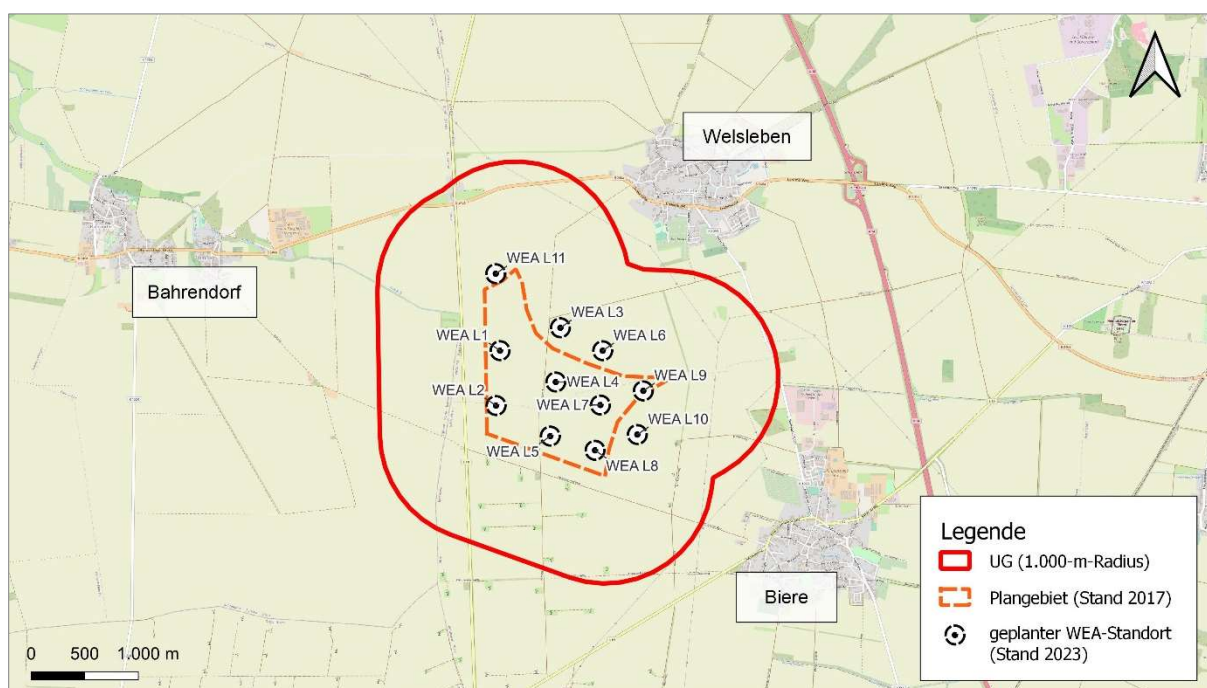 Welsleben
Bahrendorf
WEA L11
WEA L3
WEA L1
WEA L6
WEA L4
WEA L9
WEA L2
WEA L7
WEA L10
WEA L5
WEA L8
Biere
Legende
UG (1.000-m-Radius)
Plangebiet (Stand 2017)
geplanter WEA-Standort
(Stand 2023)
0 500 1.000 m